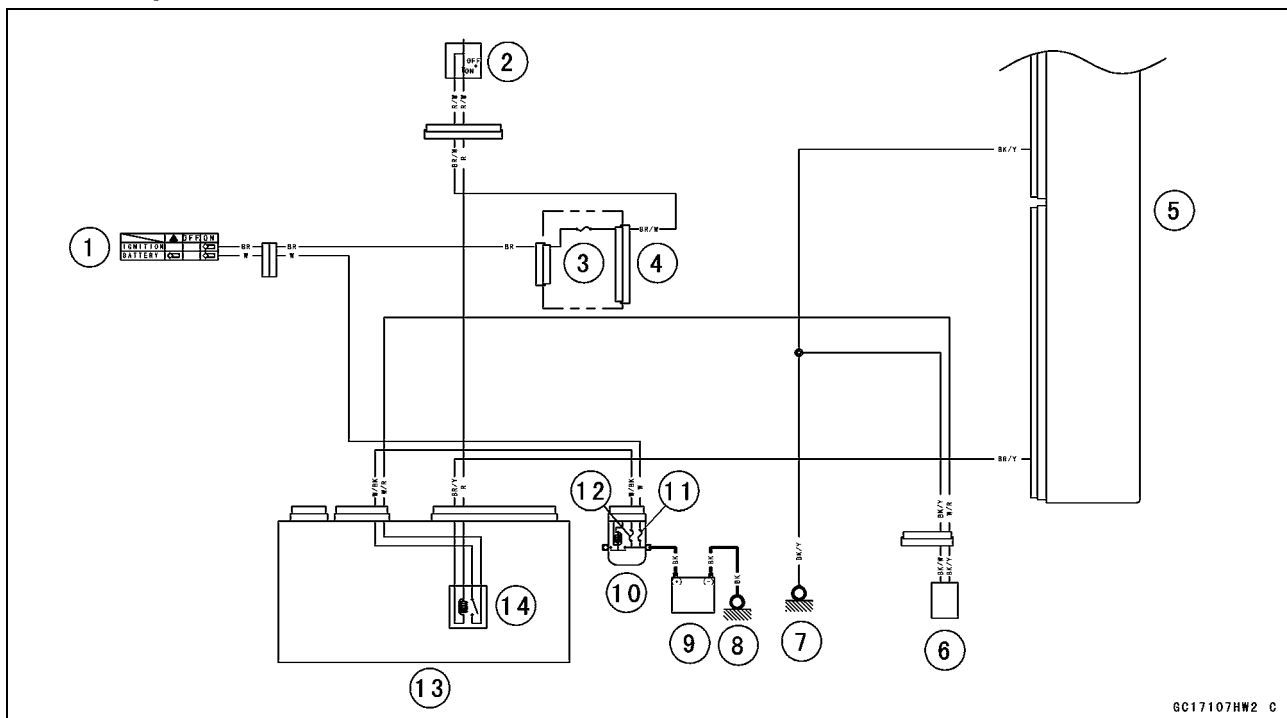 2
OFF
ON
R/W R/W
BR/W R
BK/Y
5
1
▲ OFF ON
IGNITION
BATTERY
BR BR BR
W W
3
4
BR/W
W/BK W/R
BR/Y R
12
11
W/BK W
BR/Y
BK/Y W/R
BK/W BK/Y
14
10
BK
(+) (-)
BK
BK
BK/Y
9
8
7
6
13
GC17107HW2 C